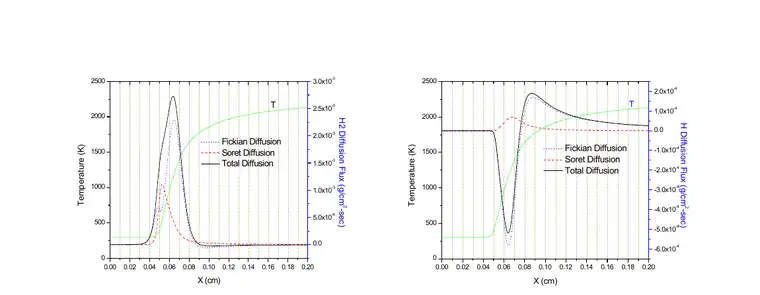 2500
2000
1500
1000
500
0
Temperature (K)
0.00 0.02 0.04 0.06 0.08 0.10 0.12 0.14 0.16 0.18 0.20
X (cm)
T
Fickian Diffusion
Soret Diffusion
Total Diffusion
3.0x10-3
2.5x10-3
2.0x10-3
1.5x10-3
1.0x10-3
5.0x10-4
0.0
H2 Diffusion Flux (g/cm2-sec)
2500
2000
1500
1000
500
0
Temperature (K)
0.00 0.02 0.04 0.06 0.08 0.10 0.12 0.14 0.16 0.18 0.20
X (cm)
T
Fickian Diffusion
Soret Diffusion
Total Diffusion
2.0x10-4
1.0x10-4
0.0
-1.0x10-4
-2.0x10-4
-3.0x10-4
-4.0x10-4
-5.0x10-4
-6.0x10-4
H Diffusion Flux (g/cm2-sec)